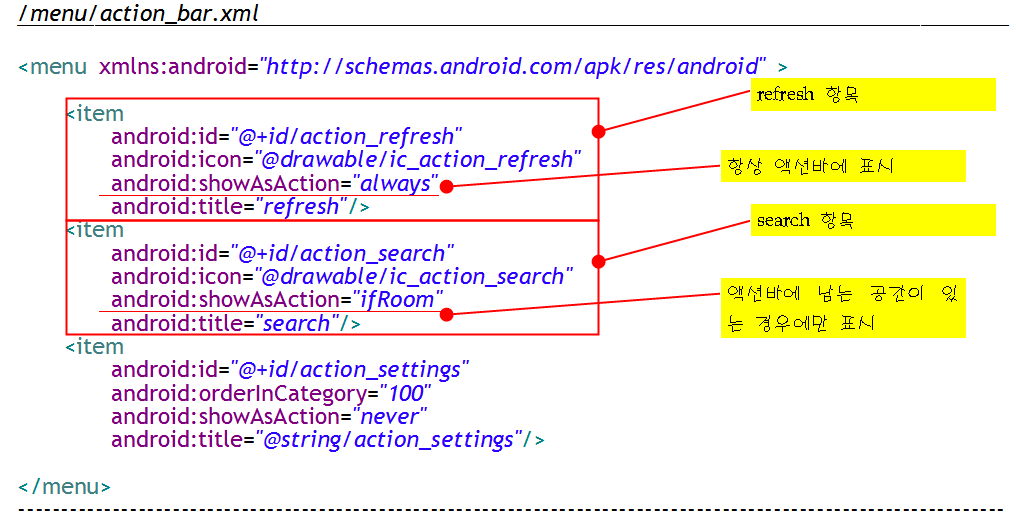 /menu/action_bar.xml
<menu xmlns:android="http://schemas.android.com/apk/res/android" >
refresh 항목
<item
android:id="@+id/action_refresh"
android:icon="@drawable/ic_action_refresh"
항상 액션바에 표시
android:showAsAction="always"
android:title="refresh"/>
search 항목
<item
android:id="@+id/action_search"
android:icon="@drawable/ic_action_search"
액션바에 남는 공간이 있
android:showAsAction="ifRoom"
는 경우에만 표시
android:title="search"/>
<item
android:id="@+id/action_settings"
android:orderInCategory="100"
android:showAsAction="never"
android:title="@string/action_settings"/>
</menu>